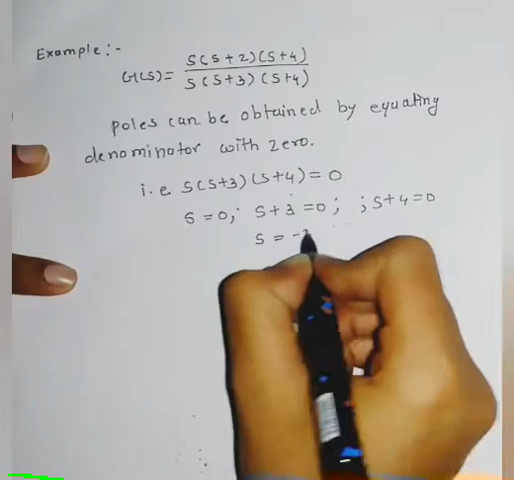 Example:-
G(s)= S(S+2)(S+4)
S(S+3)(S+4)
poles can be obtained by equating
denominator with zero.
i.e S(S+3)(S+4)=0
S=0; S+3=0; ;S+4=0
S = -